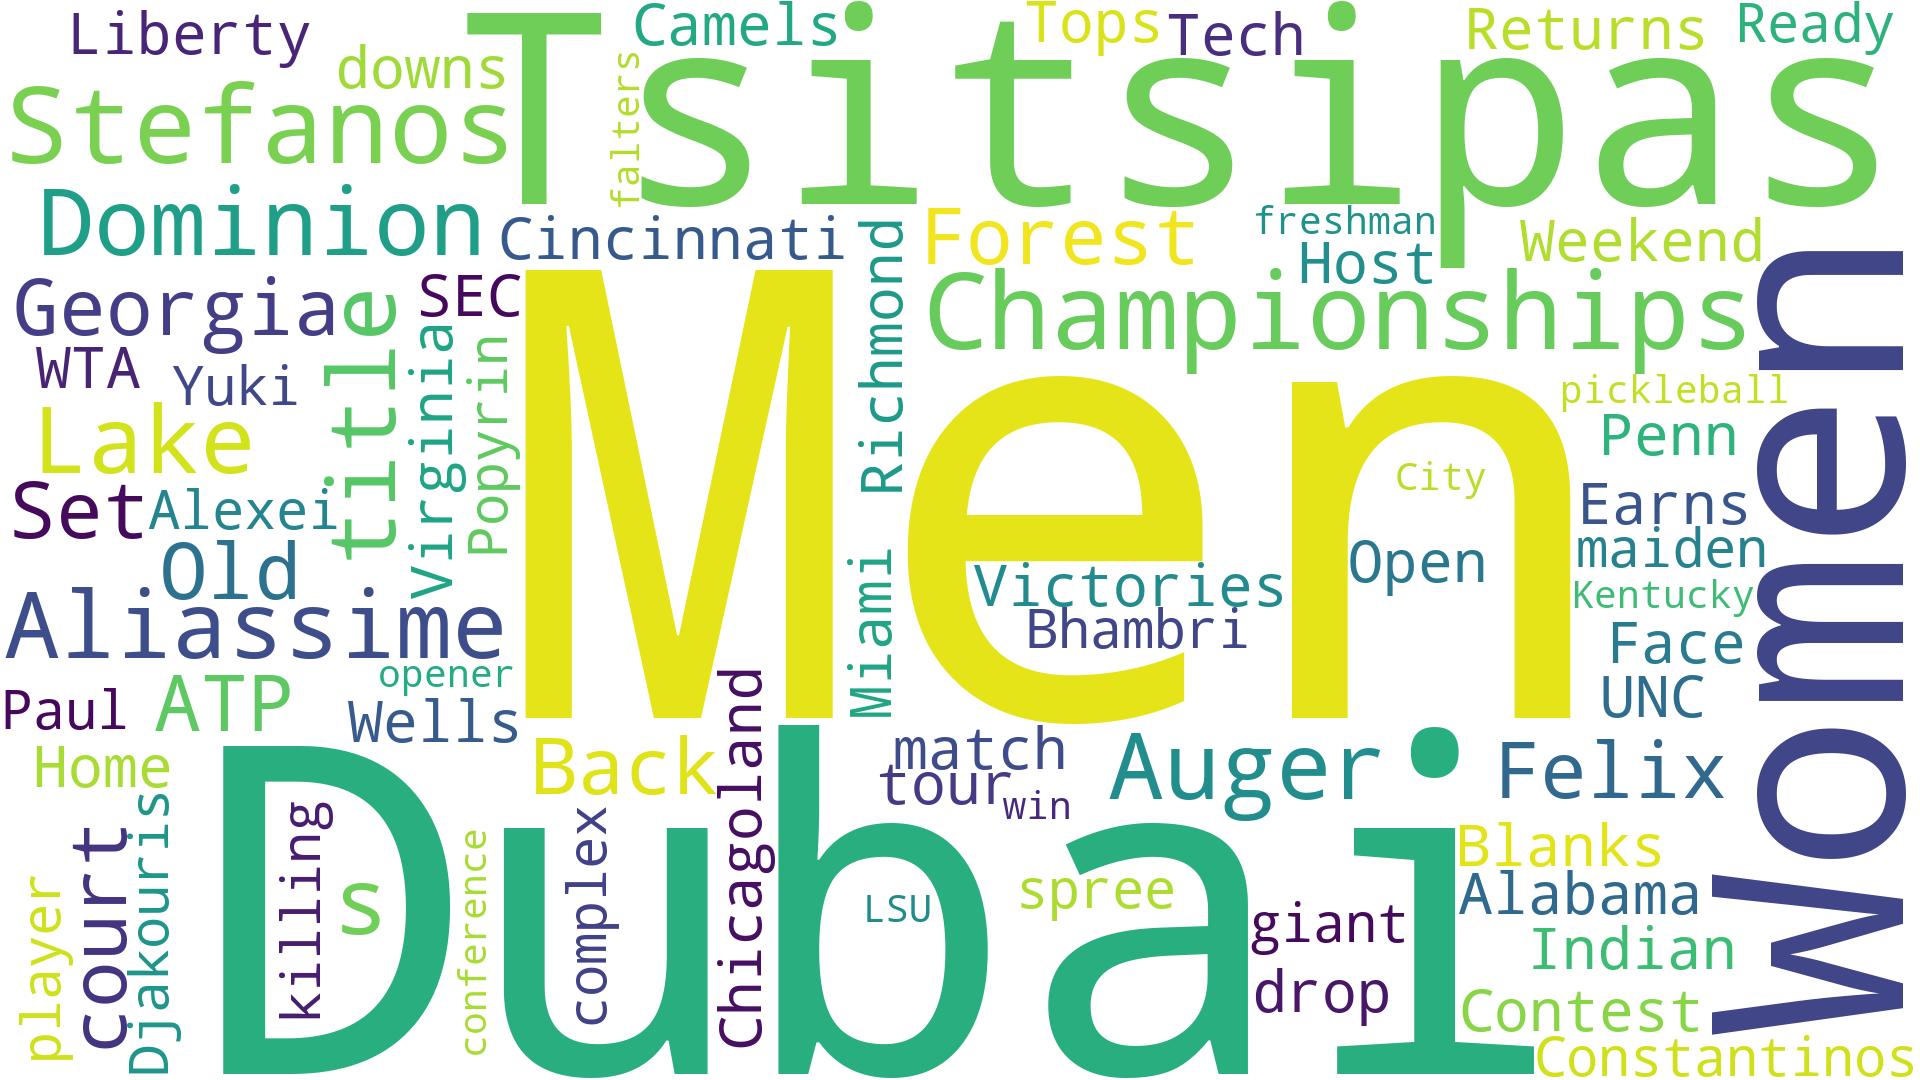 Liberty
Camels
Tops
Tech
Returns
Ready
downs
Stefanos
Tsitsipas
falters
Dominion
Cincinnati
Richmond
Forest
freshman
Host
Weekend
Georgia
title
SEC
Championships
Women
WTA
Yuki
Virginia
Popyrin
Men
pickleball
Lake
Penn
Set
Alexei
City
Earns
Old
Open
maiden
Aliassime
Miami
Victories
Kentucky
Bhambri
Face
opener
Paul
ATP
Wells
Chicagoland
UNC
Home
Back
match
tour
win
Auger
Felix
Dubai
court
Djakouris
killing
s
conference
complex
LSU
spree
giant
drop
Blanks
Alabama
Indian
player
Contest
Constantinos